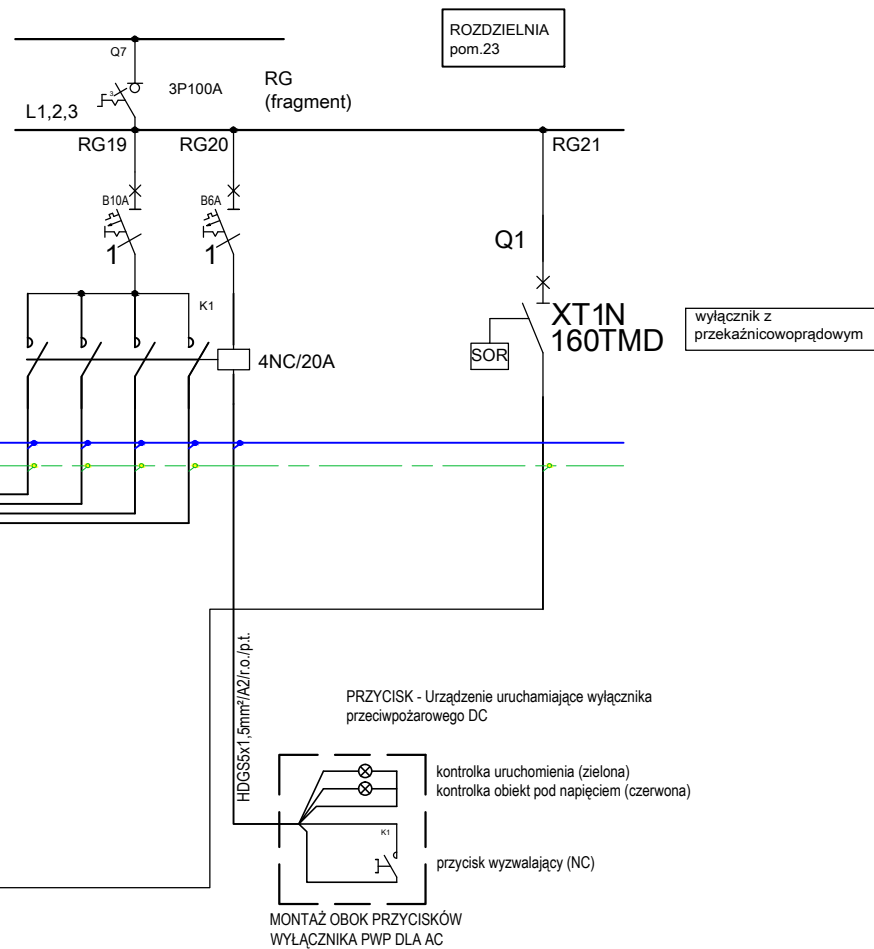 ROZDZIELNIA
pom.23
Q7
3
3P100A
RG
(fragment)
L1,2,3
RG19
RG20
RG21
B10A
B6A
1
1
Q1
K1
XT1N
160TMD
SOR
wyłącznik z
przekaźnicowoprądowym
4NC/20A
HDGS5x1,5mm²/A2/r.o./p.t.
PRZYCISK - Urządzenie uruchamiające wyłącznika
przeciwpożarowego DC
kontrolka uruchomienia (zielona)
kontrolka obiekt pod napięciem (czerwona)
K1
przycisk wyzwalający (NC)
MONTAŻ OBOK PRZYCISKÓW
WYŁĄCZNIKA PWP DLA AC